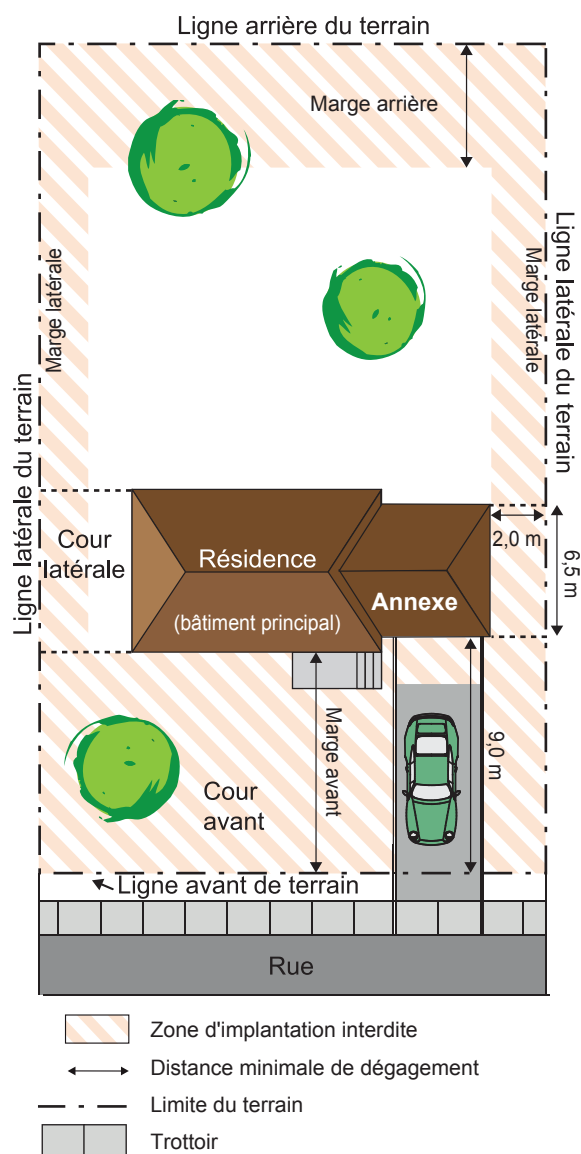 Ligne arrière du terrain
Marge arrière
Marge latérale
Marge latérale
Ligne latérale du terrain
Ligne latérale du terrain
Cour
latérale
Résidence
(bâtiment principal)
Annexe
2,0 m
6,5 m
Marge avant
9,0 m
Cour
avant
Ligne avant de terrain
Rue
Zone d'implantation interdite
Distance minimale de dégagement
Limite du terrain
Trottoir